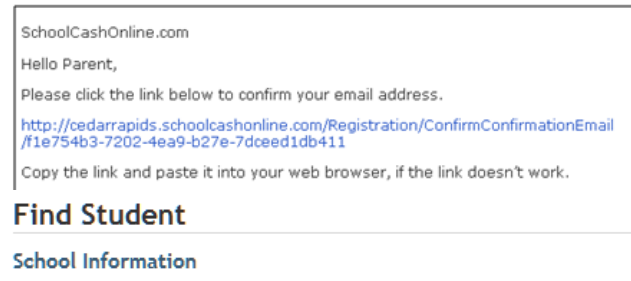 SchoolCashOnline.com
Hello Parent,
Please click the link below to confirm your email address.
http://cedarrapids.schoolcashonline.com/Registration/ConfirmConfirmationEmail
/f1e754b3-7202-4ea9-b27e-7dceed1db411
Copy the link and paste it into your web browser, if the link doesn't work.
Find Student
School Information